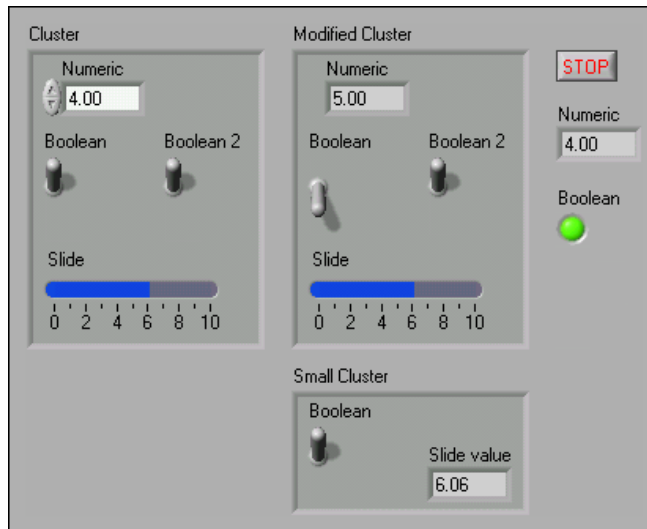 Cluster
Numeric
4.00
Boolean Boolean 2
Slide
0 2 4 6 8 10
Modified Cluster
Numeric
5.00
Boolean Boolean 2
Slide
0 2 4 6 8 10
Small Cluster
Boolean
Slide value
6.06
STOP
Numeric
4.00
Boolean